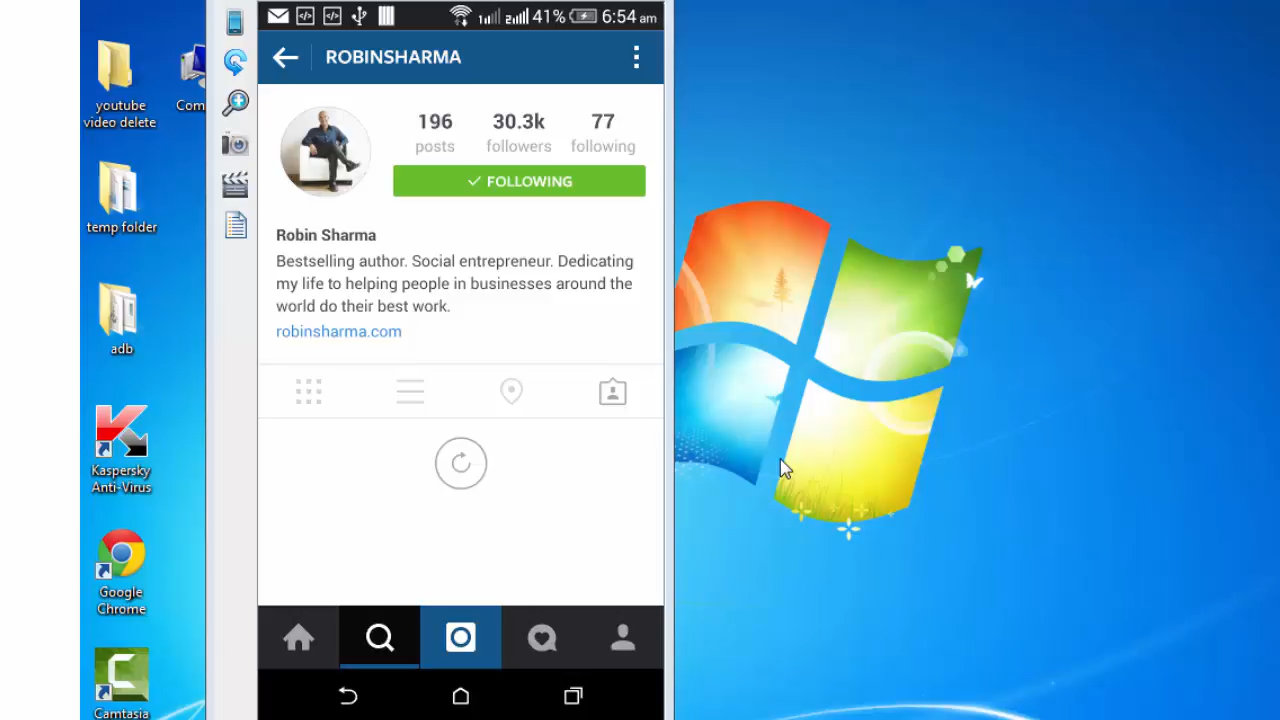 41% 6:54 am
ROBINSHARMA
196 30.3k 77
posts followers following
FOLLOWING
Robin Sharma
Bestselling author. Social entrepreneur. Dedicating
my life to helping people in businesses around the
world do their best work.
robinsharma.com
youtube
video delete
Com
temp folder
adb
Kaspersky
Anti-Virus
Google
Chrome
Camtasia